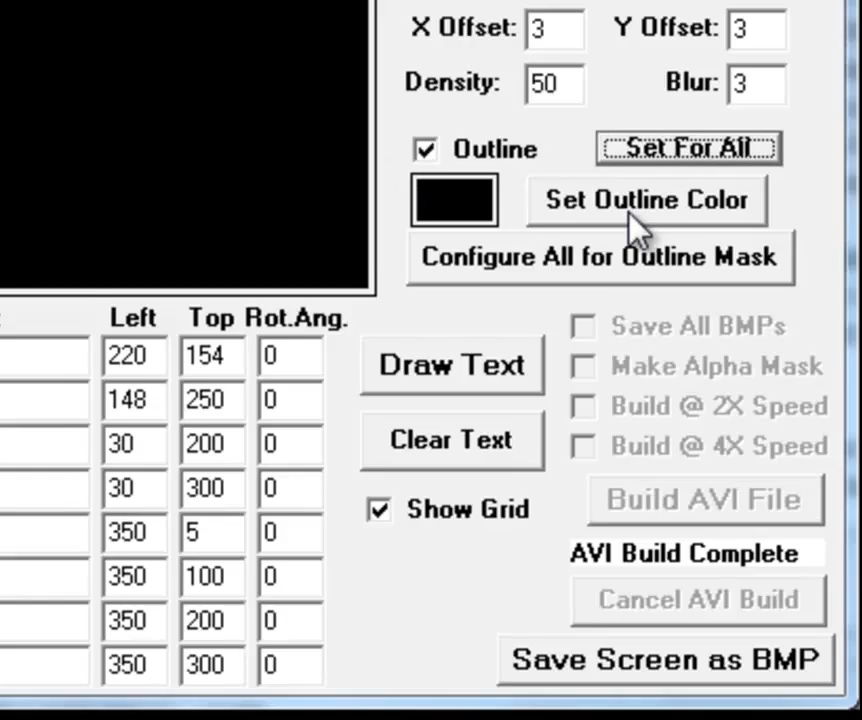 X Offset: 3 Y Offset: 3
Density: 50 Blur: 3
Outline Set For All
Set Outline Color
Configure All for Outline Mask
Left Top Rot.Ang.
220 154 0
148 250 0
30 200 0
30 300 0
350 5 0
350 100 0
350 200 0
350 300 0
Draw Text
Clear Text
Show Grid
Save All BMPs
Make Alpha Mask
Build @ 2X Speed
Build @ 4X Speed
Build AVI File
AVI Build Complete
Cancel AVI Build
Save Screen as BMP